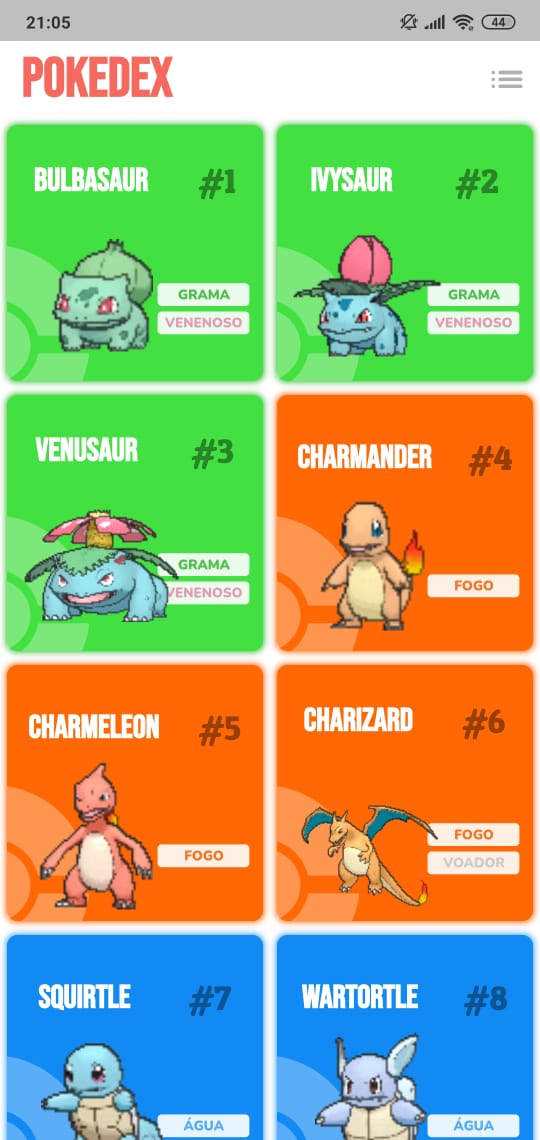 21:05
44
POKEDEX
BULBASAUR #1
GRAMA
VENENOSO
IVYSAUR #2
GRAMA
VENENOSO
VENUSAUR #3
GRAMA
VENENOSO
CHARMANDER #4
FOGO
CHARMELEON #5
FOGO
CHARIZARD #6
FOGO
VOADOR
SQUIRTLE #7
ÁGUA
WARTORTLE #8
ÁGUA